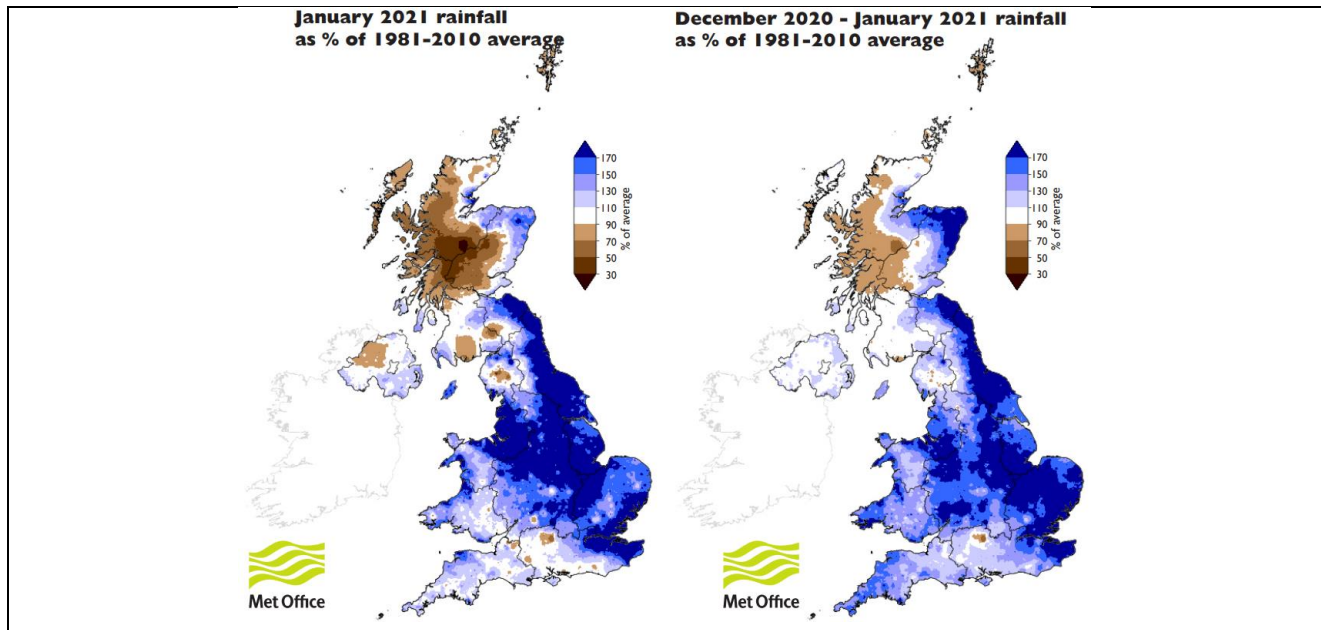 January 2021 rainfall
as % of 1981-2010 average
170
150
130
110
90
70
50
30
% of average
Met Office
December 2020 - January 2021 rainfall
as % of 1981-2010 average
170
150
130
110
90
70
50
30
% of average
Met Office